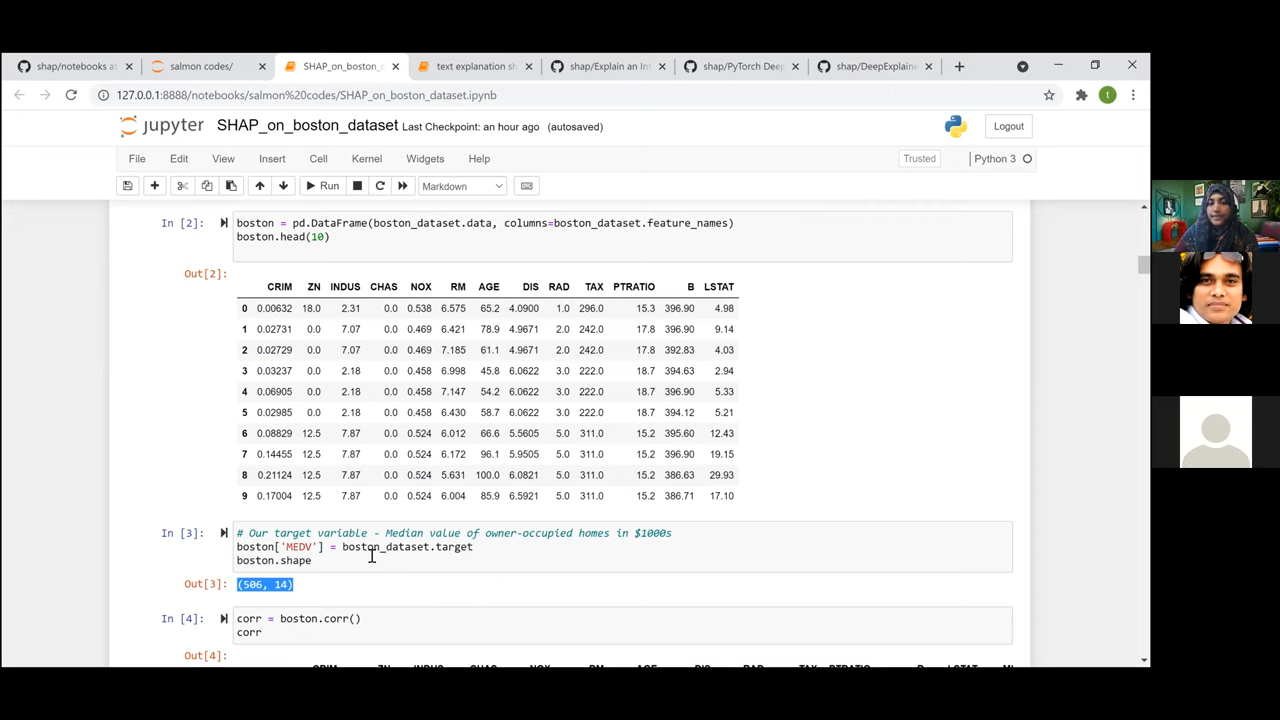 shap/notebooks a
salmon codes/
SHAP_on_boston_
text explanation s
shap/Explain an In
shap/PyTorch Dee
shap/DeepExplain
127.0.0.1:8888/notebooks/salmon%20codes/SHAP_on_boston_dataset.ipynb
t
jupyter SHAP_on_boston_dataset Last Checkpoint: an hour ago (autosaved)
Logout
File Edit View Insert Cell Kernel Widgets Help
Trusted
Python 3
Run
Markdown
In [2]: boston = pd.DataFrame(boston_dataset.data, columns=boston_dataset.feature_names)
boston.head(10)
Out[2]:
CRIM ZN INDUS CHAS NOX RM AGE DIS RAD TAX PTRATIO B LSTAT
0 0.00632 18.0 2.31 0.0 0.538 6.575 65.2 4.0900 1.0 296.0 15.3 396.90 4.98
1 0.02731 0.0 7.07 0.0 0.469 6.421 78.9 4.9671 2.0 242.0 17.8 396.90 9.14
2 0.02729 0.0 7.07 0.0 0.469 7.185 61.1 4.9671 2.0 242.0 17.8 392.83 4.03
3 0.03237 0.0 2.18 0.0 0.458 6.998 45.8 6.0622 3.0 222.0 18.7 394.63 2.94
4 0.06905 0.0 2.18 0.0 0.458 7.147 54.2 6.0622 3.0 222.0 18.7 396.90 5.33
5 0.02985 0.0 2.18 0.0 0.458 6.430 58.7 6.0622 3.0 222.0 18.7 394.12 5.21
6 0.08829 12.5 7.87 0.0 0.524 6.012 66.6 5.5605 5.0 311.0 15.2 395.60 12.43
7 0.14455 12.5 7.87 0.0 0.524 6.172 96.1 5.9505 5.0 311.0 15.2 396.90 19.15
8 0.21124 12.5 7.87 0.0 0.524 5.631 100.0 6.0821 5.0 311.0 15.2 386.63 29.93
9 0.17004 12.5 7.87 0.0 0.524 6.004 85.9 6.5921 5.0 311.0 15.2 386.71 17.10
In [3]: # Our target variable - Median value of owner-occupied homes in $1000s
boston['MEDV'] = boston_dataset.target
boston.shape
Out[3]: (506, 14)
In [4]: corr = boston.corr()
corr
Out[4]:
CRIM ZN INDUS CHAS NOX RM AGE DIS RAD TAX PTRATIO B LSTAT